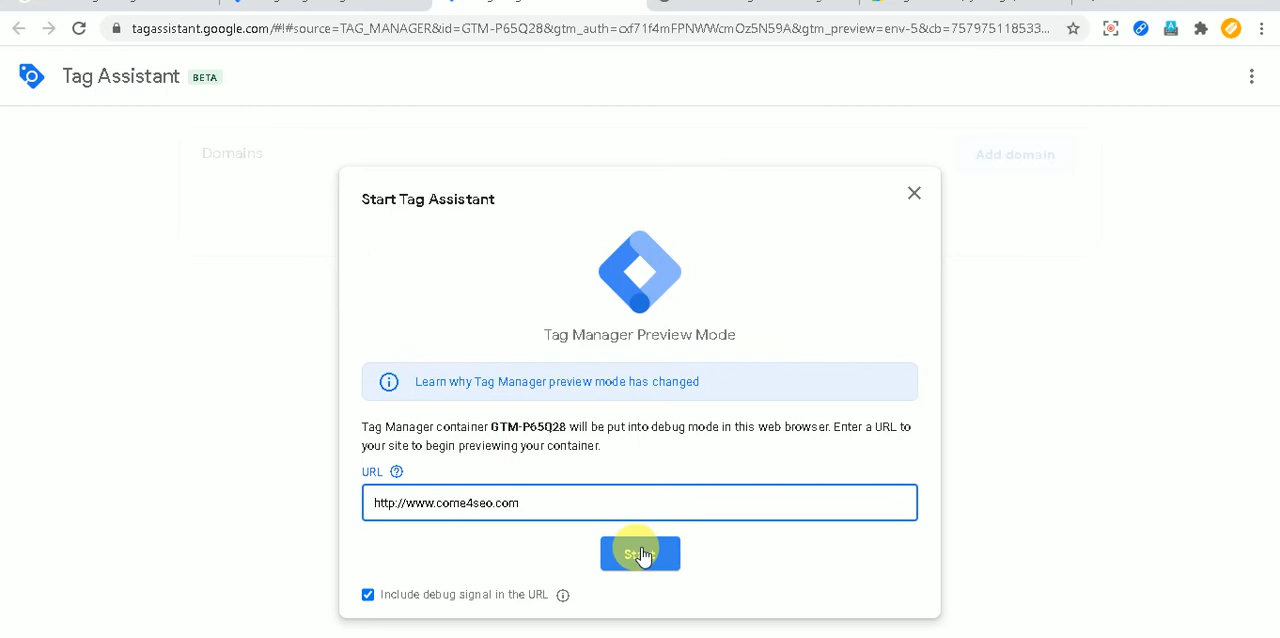 tagassistant.google.com/#!#source=TAG_MANAGER&id=GTM-P65Q28&gtm_auth=cxf71f4mFPNWWcmOz5N59A&gtm_preview=env-5&cb=757975118533...
Tag Assistant BETA
Domains
Add domain
Start Tag Assistant
Tag Manager Preview Mode
Learn why Tag Manager preview mode has changed
Tag Manager container GTM-P65Q28 will be put into debug mode in this web browser. Enter a URL to
your site to begin previewing your container.
URL
http://www.come4seo.com
Start
Include debug signal in the URL